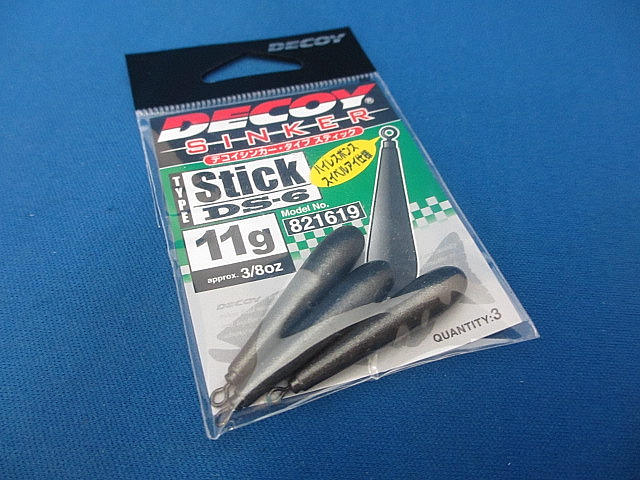 DECOY
DECOY®
SINKER
デコイシンカー・タイプ スティック
TYPE
Stick
DS-6
ハイレスポンス
スイベルアイ仕様
Model No.
821619
11g
approx. 3/8oz
DECOY
QUANTITY:3